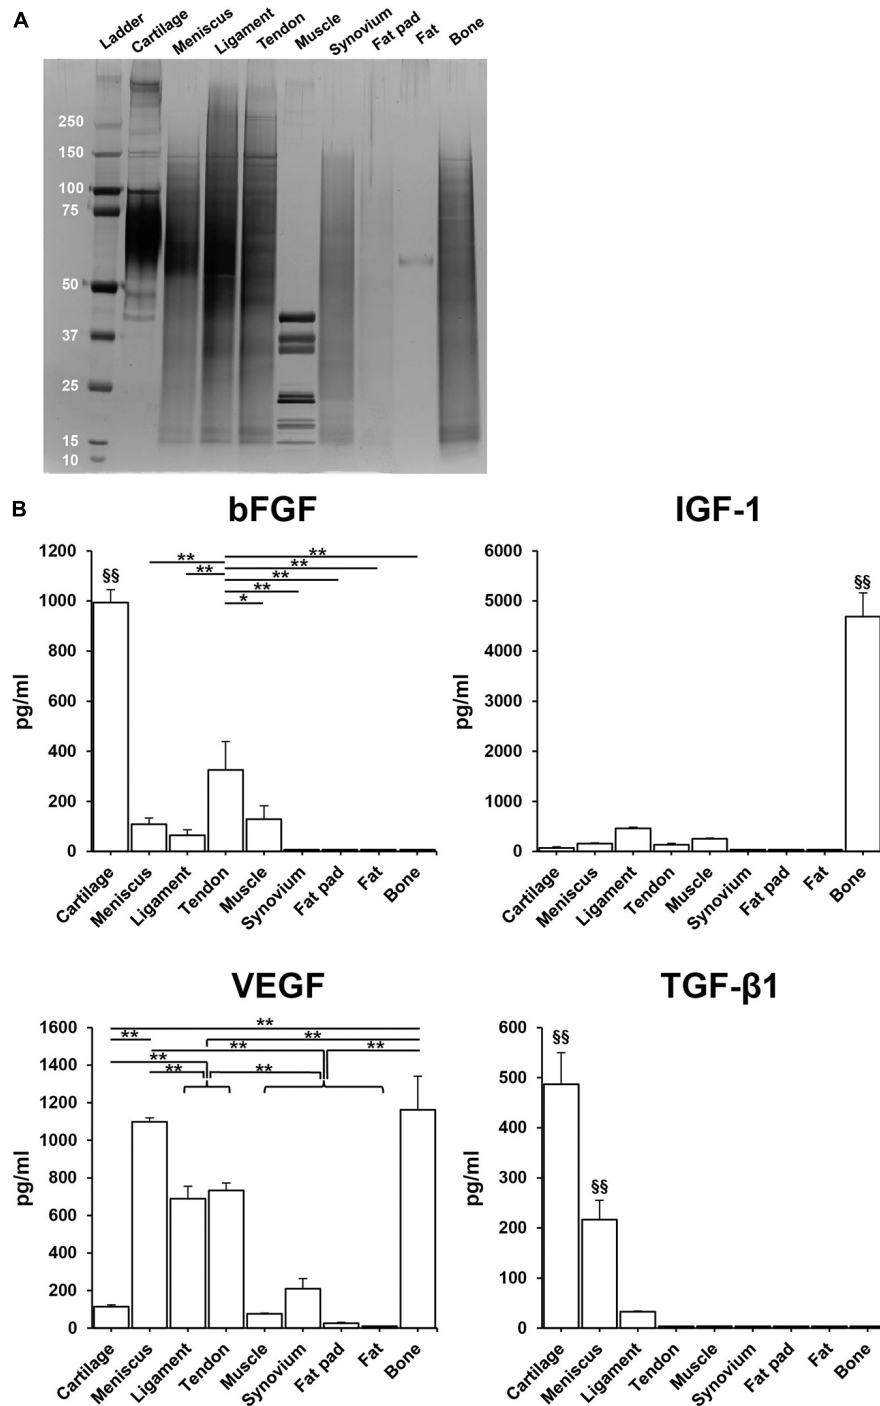 A
Ladder
Cartilage
Meniscus
Ligament
Tendon
Muscle
Synovium
Fat pad
Fat
Bone
250
150
100
75
50
37
25
15
10
B
bFGF
pg/ml
1200
1000
800
600
400
200
0
§§
**
**
**
**
**
**
*
Cartilage
Meniscus
Ligament
Tendon
Muscle
Synovium
Fat pad
Fat
Bone
IGF-1
pg/ml
6000
5000
4000
3000
2000
1000
0
§§
Cartilage
Meniscus
Ligament
Tendon
Muscle
Synovium
Fat pad
Fat
Bone
VEGF
pg/ml
1600
1400
1200
1000
800
600
400
200
0
**
** **
** **
**
** **
Cartilage
Meniscus
Ligament
Tendon
Muscle
Synovium
Fat pad
Fat
Bone
TGF-β1
pg/ml
600
500
400
300
200
100
0
§§
§§
Cartilage
Meniscus
Ligament
Tendon
Muscle
Synovium
Fat pad
Fat
Bone